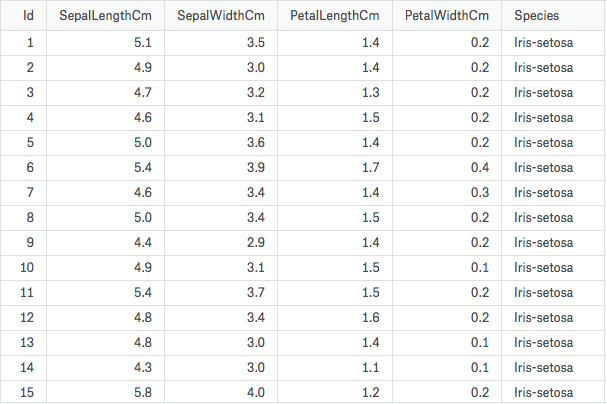 Id SepalLengthCm SepalWidthCm PetalLengthCm PetalWidthCm Species
1 5.1 3.5 1.4 0.2 Iris-setosa
2 4.9 3.0 1.4 0.2 Iris-setosa
3 4.7 3.2 1.3 0.2 Iris-setosa
4 4.6 3.1 1.5 0.2 Iris-setosa
5 5.0 3.6 1.4 0.2 Iris-setosa
6 5.4 3.9 1.7 0.4 Iris-setosa
7 4.6 3.4 1.4 0.3 Iris-setosa
8 5.0 3.4 1.5 0.2 Iris-setosa
9 4.4 2.9 1.4 0.2 Iris-setosa
10 4.9 3.1 1.5 0.1 Iris-setosa
11 5.4 3.7 1.5 0.2 Iris-setosa
12 4.8 3.4 1.6 0.2 Iris-setosa
13 4.8 3.0 1.4 0.1 Iris-setosa
14 4.3 3.0 1.1 0.1 Iris-setosa
15 5.8 4.0 1.2 0.2 Iris-setosa